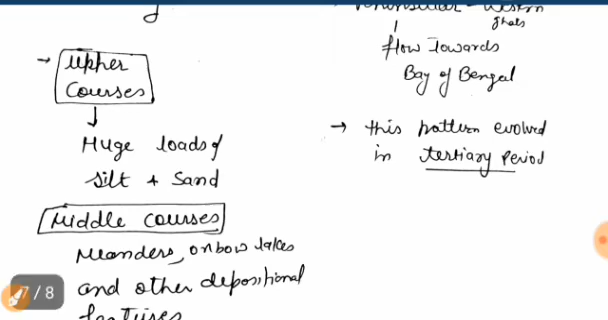 → Upper
Courses
Huge loads of
silt + sand
Middle courses
Meanders, oxbow lakes
and other depositional
features
Western
ghats
flow towards
Bay of Bengal
→ this pattern evolved
in tertiary period
7 / 8